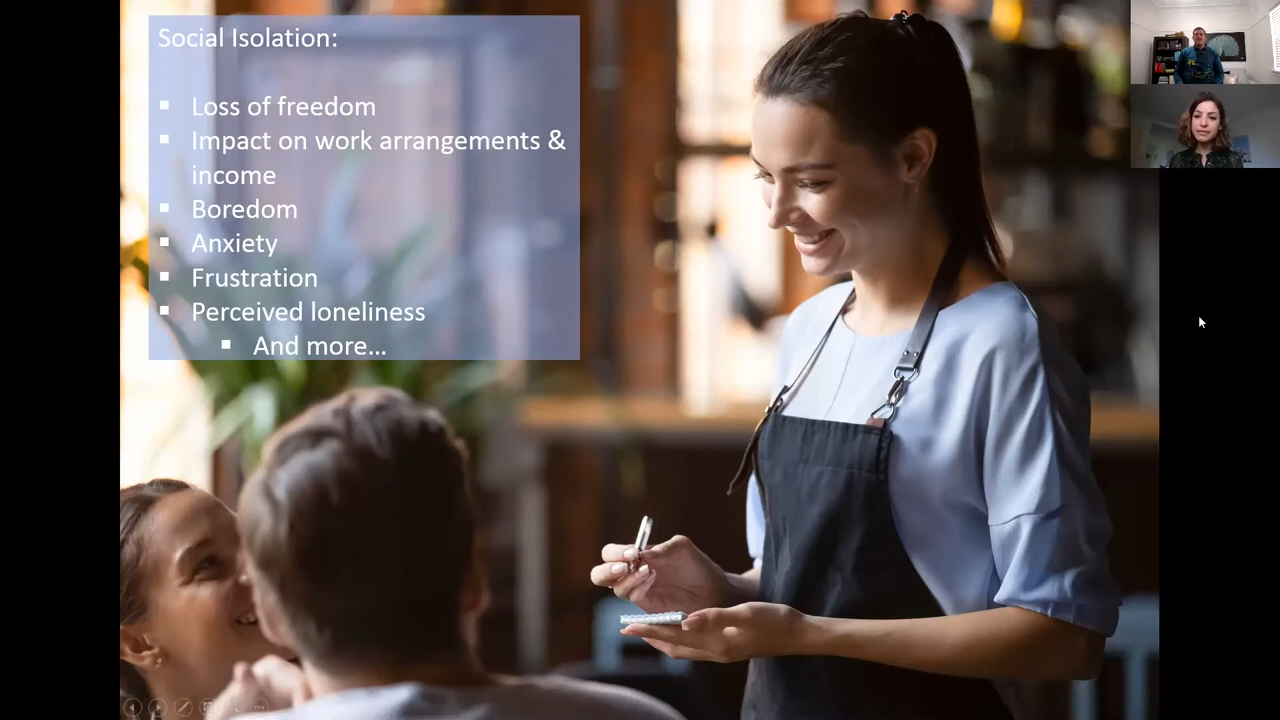 Social Isolation:
▪ Loss of freedom
▪ Impact on work arrangements &
income
▪ Boredom
▪ Anxiety
▪ Frustration
▪ Perceived loneliness
▪ And more...